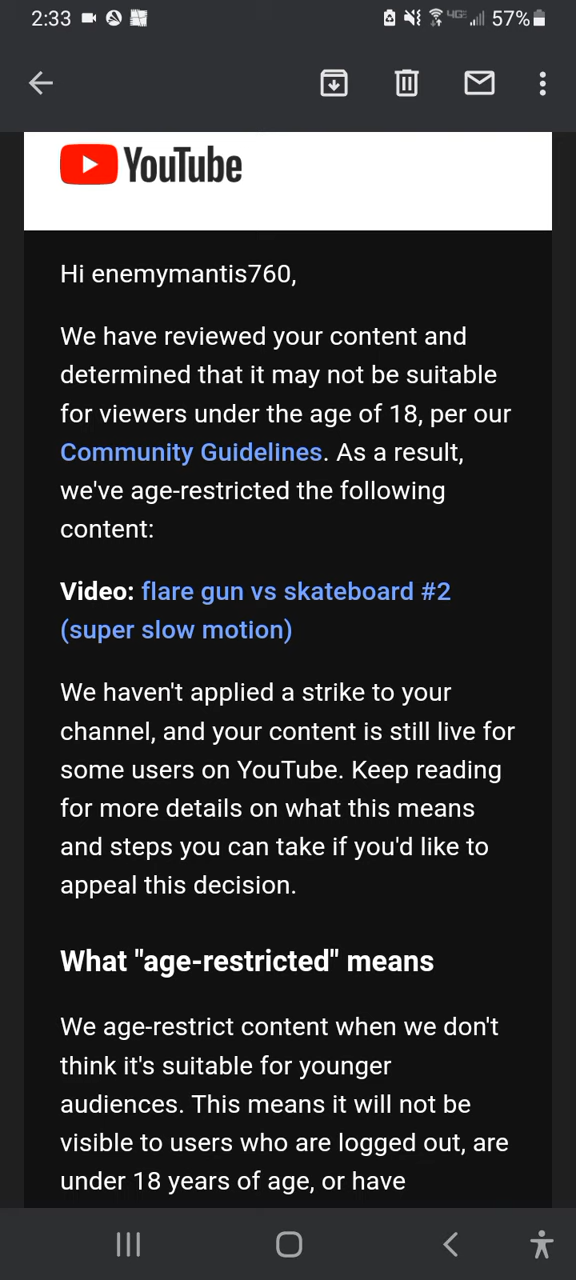 2:33 4GE 57%
YouTube
Hi enemymantis760,
We have reviewed your content and
determined that it may not be suitable
for viewers under the age of 18, per our
Community Guidelines. As a result,
we've age-restricted the following
content:
Video: flare gun vs skateboard #2
(super slow motion)
We haven't applied a strike to your
channel, and your content is still live for
some users on YouTube. Keep reading
for more details on what this means
and steps you can take if you'd like to
appeal this decision.
What "age-restricted" means
We age-restrict content when we don't
think it's suitable for younger
audiences. This means it will not be
visible to users who are logged out, are
under 18 years of age, or have